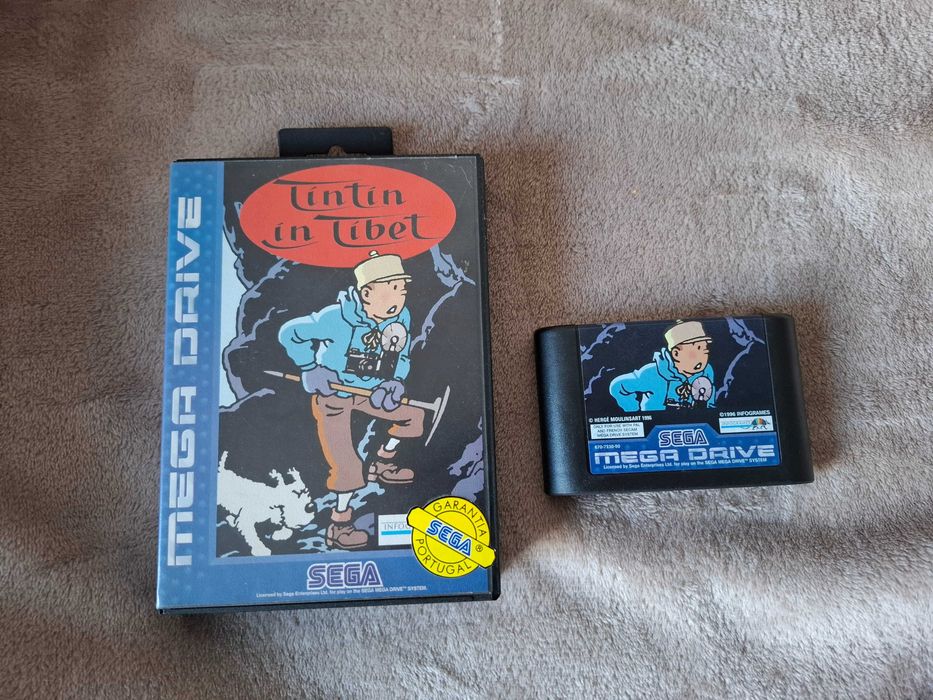 MEGA DRIVE
Tintin
in Tibet
GARANTIA
SEGA ®
PORTUGAL
SEGA
Licensed by Sega Enterprises Ltd. for play on the SEGA MEGA DRIVE™ SYSTEM.
© HERGÉ MOULINSART 1996
©1996 INFOGRAMES
ONLY FOR USE WITH PAL
AND FRENCH SECAM
MEGA DRIVE SYSTEM
SEGA
MEGA DRIVE
Licensed by Sega Enterprises Ltd. for play on the SEGA MEGA DRIVE™ SYSTEM.